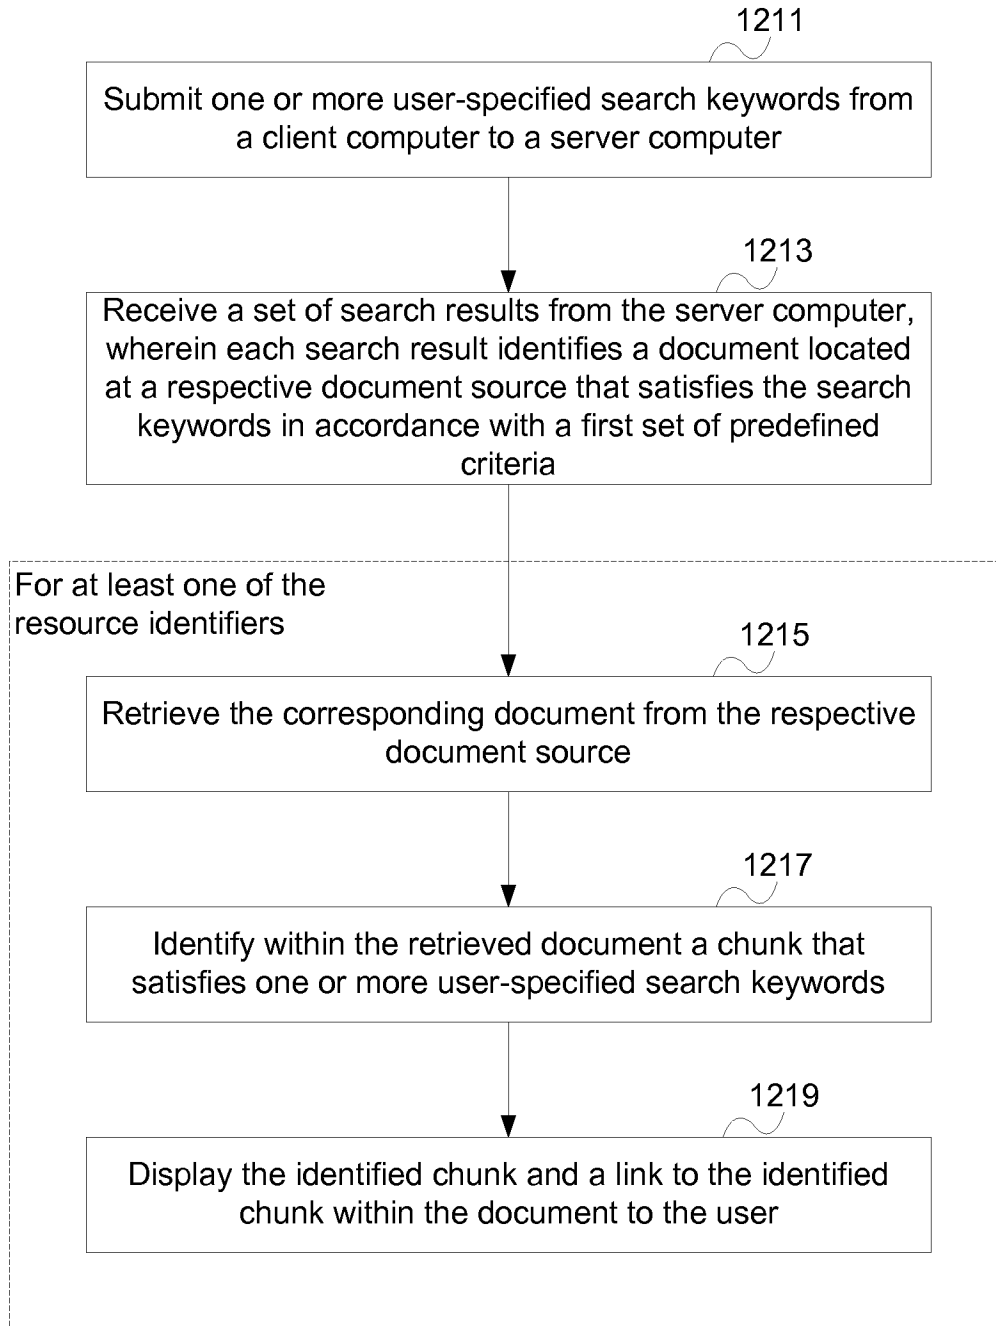 1211
Submit one or more user-specified search keywords from
a client computer to a server computer
1213
Receive a set of search results from the server computer,
wherein each search result identifies a document located
at a respective document source that satisfies the search
keywords in accordance with a first set of predefined
criteria
For at least one of the
resource identifiers
1215
Retrieve the corresponding document from the respective
document source
1217
Identify within the retrieved document a chunk that
satisfies one or more user-specified search keywords
1219
Display the identified chunk and a link to the identified
chunk within the document to the user